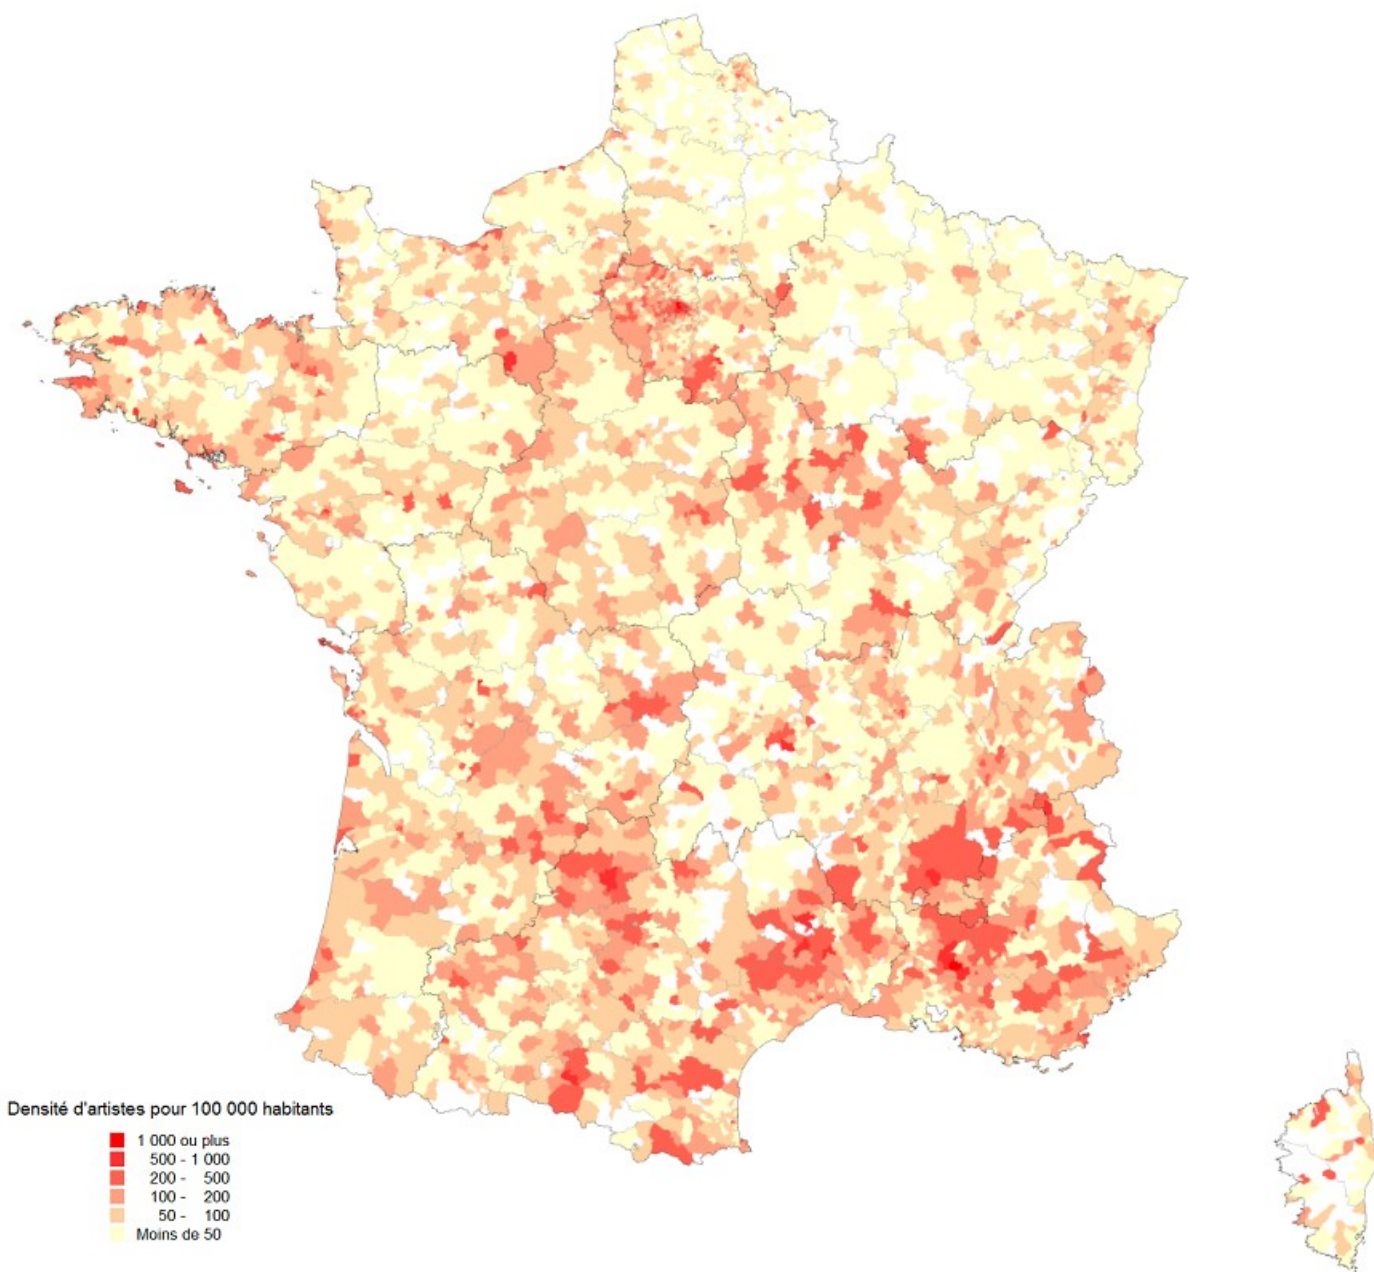 Densité d'artistes pour 100 000 habitants
1 000 ou plus
500 - 1 000
200 - 500
100 - 200
50 - 100
Moins de 50